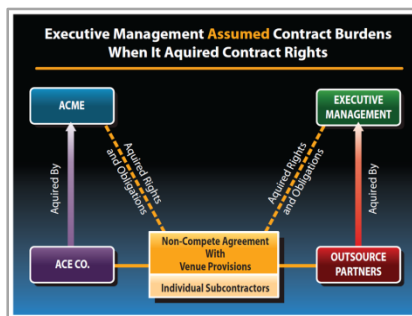 Executive Management Assumed Contract Burdens
When It Aquired Contract Rights
ACME
EXECUTIVE
MANAGEMENT
Aquired By
Aquired Rights
and Obligations
Aquired Rights
and Obligations
Aquired By
ACE CO.
Non-Compete Agreement
With
Venue Provisions
Individual Subcontractors
OUTSOURCE
PARTNERS